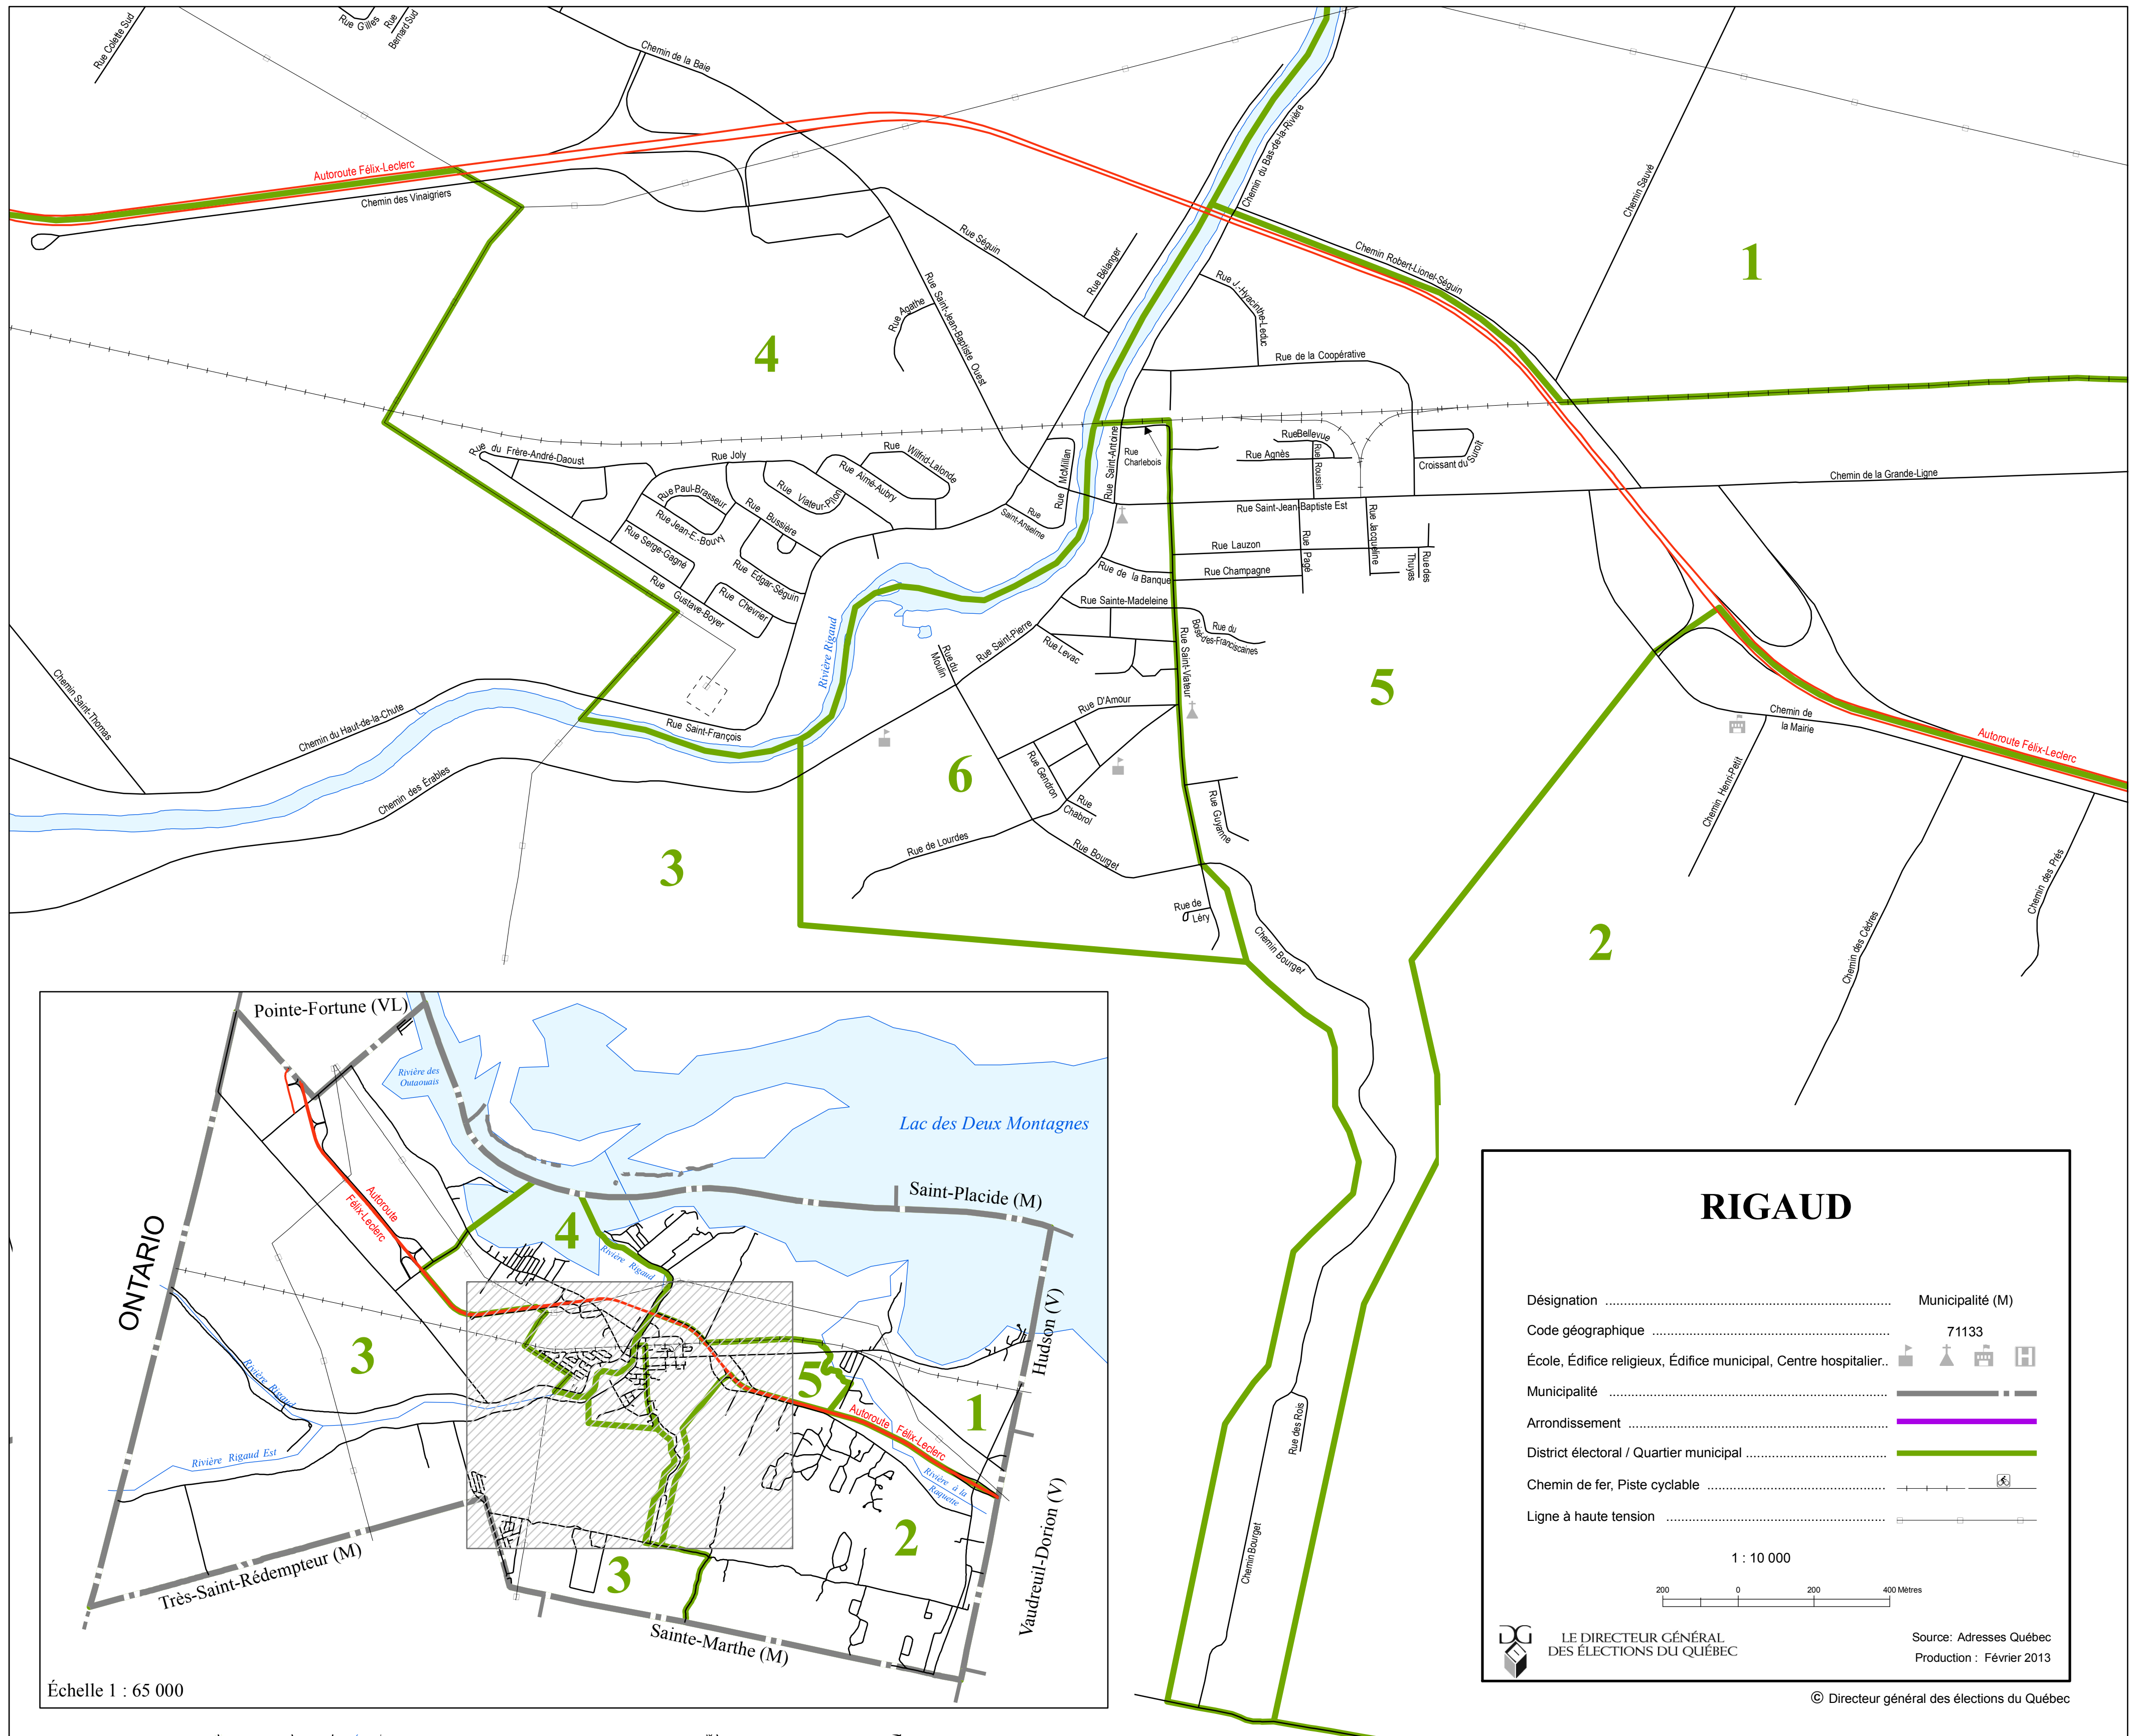 Rue Colette Sud
Rue Gilles
Rue
Bernard Sud
Chemin de la Baie
Autoroute Félix-Leclerc
Chemin des Vinaigriers
Rue Séguin
Rue Bélanger
Chemin du Bas-de-la-Rivière
Chemin Sauvé
Chemin Robert-Lionel-Séguin
1
Rue Agathe
Rue Saint-Jean-Baptiste Ouest
Rue J.-Hyacinthe-Leduc
Rue de la Coopérative
4
Rue du Frère-André-Daoust
Rue Joly
Rue Wilfrid-Lalonde
Rue Aimé-Aubry
Rue Viateur-Pilon
Rue Paul-Brasseur
Rue Jean-E.-Bouvy
Rue Bussière
Rue Serge-Gagné
Rue Edgar-Séguin
Rue Chevrier
Rue Gustave-Boyer
Rue McMillan
Rue
Saint-Anselme
Rue Saint-Antoine
Rue
Charlebois
Rue Bellevue
Rue Agnès
Rue Roussin
Croissant du Suroît
Chemin de la Grande-Ligne
Rue Saint-Jean-Baptiste Est
Rue Lauzon
Rue Champagne
Rue Pagé
Rue Jacqueline
Rue des
Thuyas
Rue de la Banque
Rue Sainte-Madeleine
Rue du
Boisé-des-Franciscaines
Rue Saint-Viateur
Rue Levac
Rue Saint-Pierre
Rue du
Moulin
Rivière Rigaud
Rue D'Amour
5
Chemin Saint-Thomas
Chemin du Haut-de-la-Chute
Rue Saint-François
Chemin des Érables
Chemin de
la Mairie
Autoroute Félix-Leclerc
6
Rue Gendron
Rue
Chabrol
Rue Guyanne
Chemin Henri-Petit
Rue de Lourdes
Rue Bourget
3
Rue de
Léry
Chemin Bourget
2
Chemin des Cèdres
Chemin des Prés
Rue des Rois
Chemin Bourget
Pointe-Fortune (VL)
Rivière des
Outaouais
Lac des Deux Montagnes
Saint-Placide (M)
ONTARIO
Autoroute
Félix-Leclerc
4
Rivière Rigaud
Hudson (V)
3
5
1
Rivière Rigaud
Autoroute Félix-Leclerc
Rivière Rigaud Est
Rivière à la
Raquette
2
Vaudreuil-Dorion (V)
3
Très-Saint-Rédempteur (M)
Sainte-Marthe (M)
Échelle 1 : 65 000
RIGAUD
Désignation ........ Municipalité (M)
Code géographique ........ 71133
École, Édifice religieux, Édifice municipal, Centre hospitalier.. H
Municipalité ........
Arrondissement ........
District électoral / Quartier municipal ........
Chemin de fer, Piste cyclable ........
Ligne à haute tension ........
1 : 10 000
200 0 200 400 Mètres
DGE
LE DIRECTEUR GÉNÉRAL
DES ÉLECTIONS DU QUÉBEC
Source: Adresses Québec
Production : Février 2013
© Directeur général des élections du Québec